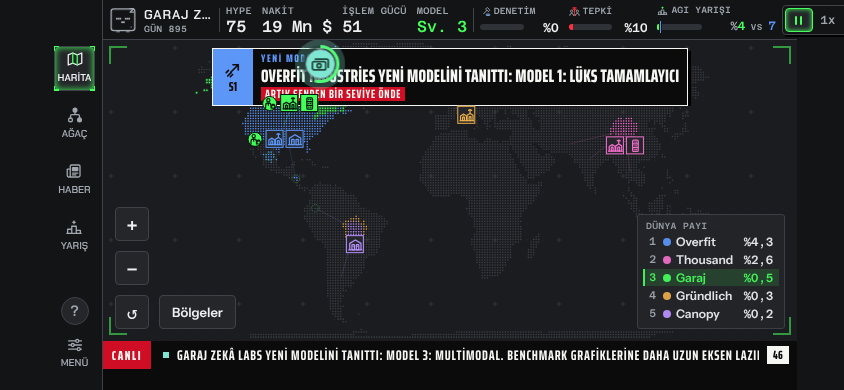 GARAJ Z…
GÜN 895
HYPE
75
NAKİT
19 Mn $
İŞLEM GÜCÜ
51
MODEL
Sv. 3
DENETİM
%0
TEPKİ
%10
AGI YARIŞI
%4 vs 7
1x
HARİTA
AĞAÇ
HABER
YARIŞ
?
MENÜ
S1
YENİ MOD
OVERFIT INDUSTRIES YENİ MODELİNİ TANITTI: MODEL 1: LÜKS TAMAMLAYICI
ARTIK SENDEN BİR SEVİYE ÖNDE
+
−
↺
Bölgeler
DÜNYA PAYI
1 Overfit %4,3
2 Thousand %2,6
3 Garaj %0,5
4 Gründlich %0,3
5 Canopy %0,2
CANLI
GARAJ ZEKÂ LABS YENİ MODELİNİ TANITTI: MODEL 3: MULTİMODAL. BENCHMARK GRAFİKLERİNE DAHA UZUN EKSEN
46